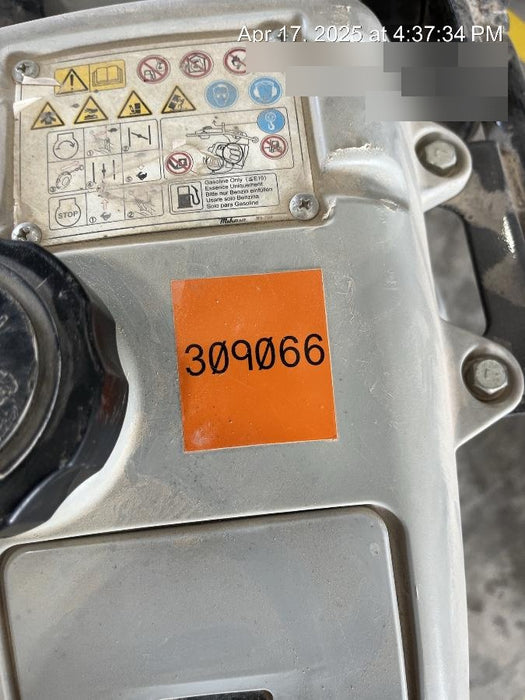 Apr 17, 2025 at 4:37:34 PM
STOP
Gasoline Only (≦E10)
Essence Uniquement
Bitte nur Benzin einfüllen
Usare solo Benzina
Solo para Gasolina
Mikasa
309066